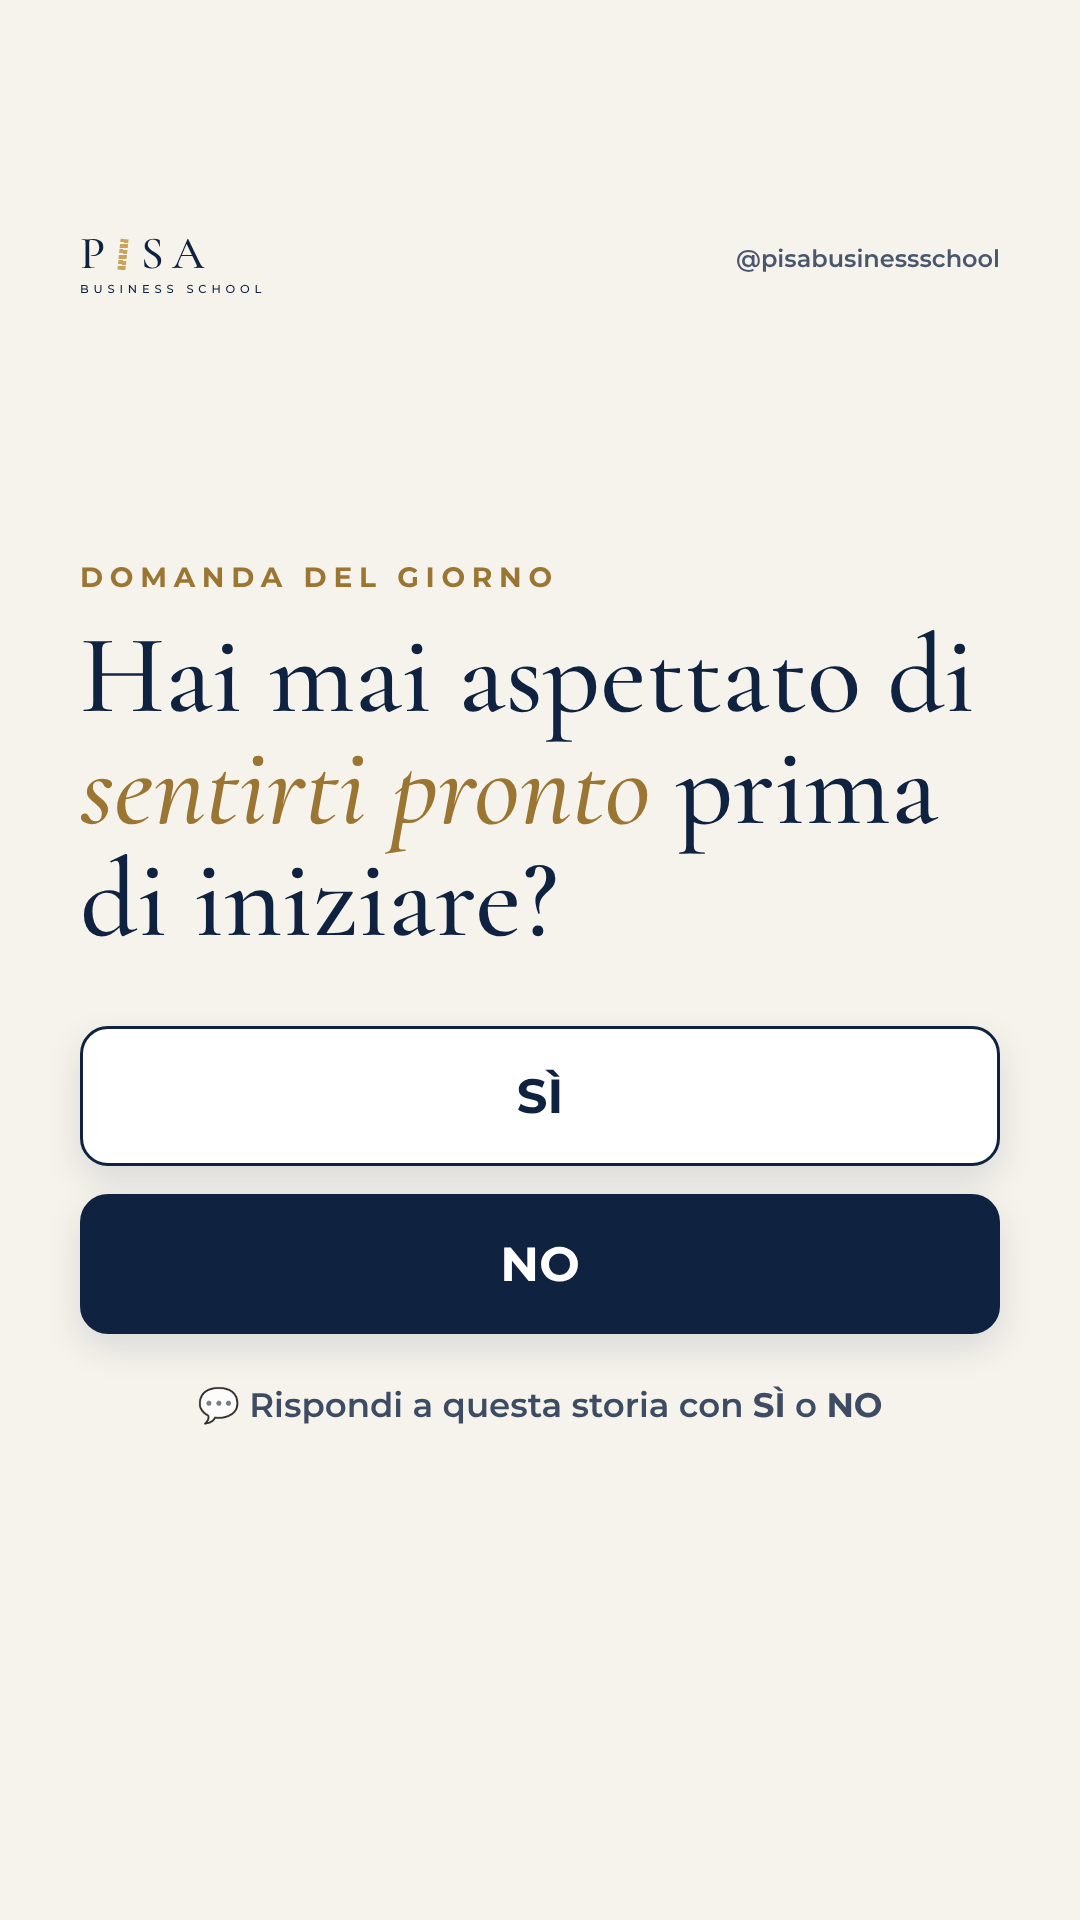 PISA
BUSINESS SCHOOL
@pisabusinessschool
DOMANDA DEL GIORNO
Hai mai aspettato di
sentirti pronto prima
di iniziare?
SÌ
NO
💬 Rispondi a questa storia con SÌ o NO